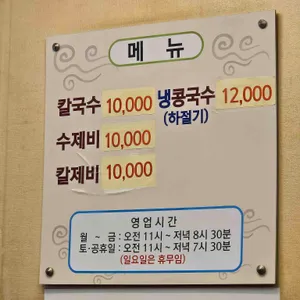 메 뉴
칼국수 10,000 냉콩국수 12,000
(하절기)
수제비 10,000
칼제비 10,000
영 업 시 간
월 ~ 금 : 오전 11시 ~ 저녁 8시 30분
토·공휴일 : 오전 11시 ~ 저녁 7시 30분
(일요일은 휴무임)